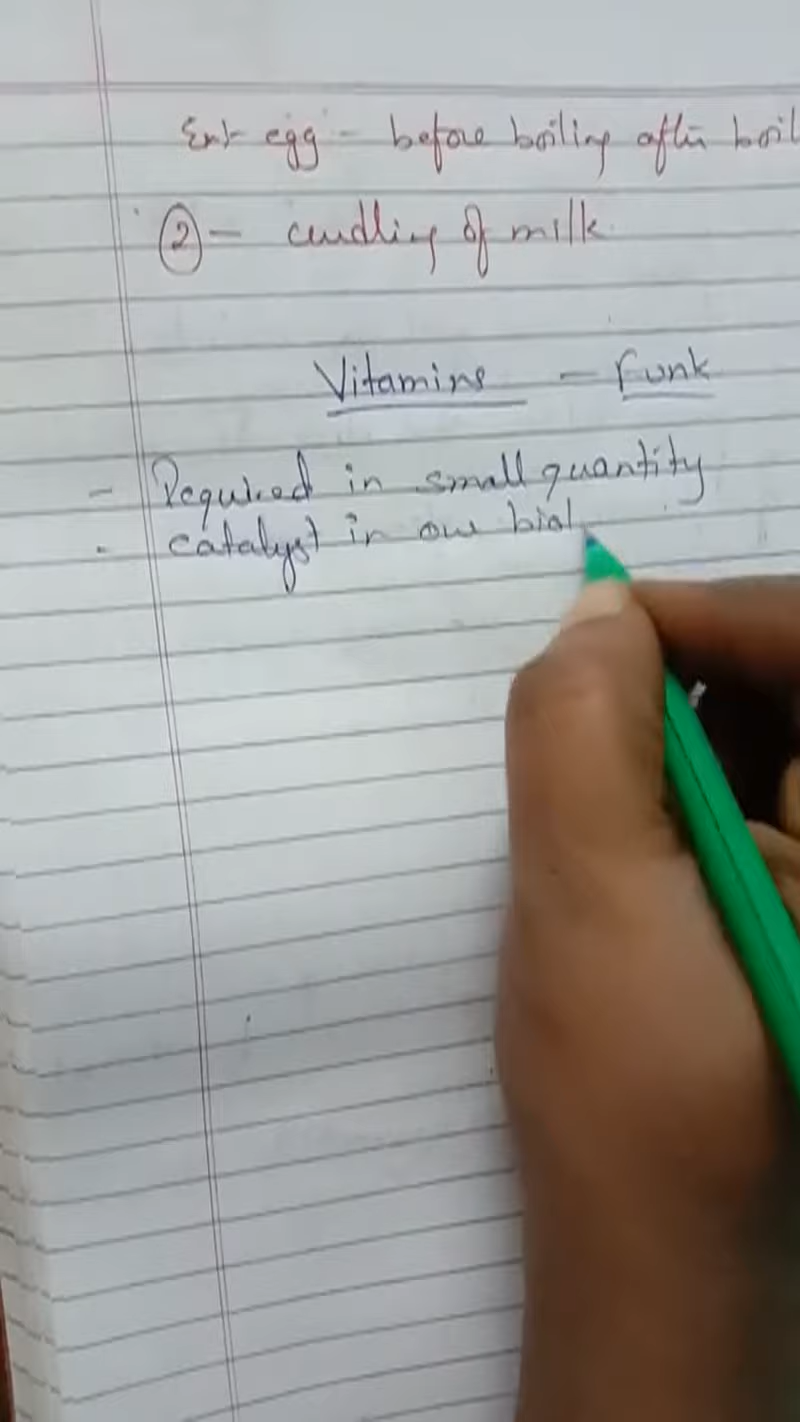 egg - before boiling after boil
② - curdling of milk
Vitamins - Funk
- Required in small quantity
- catalyst in our biol